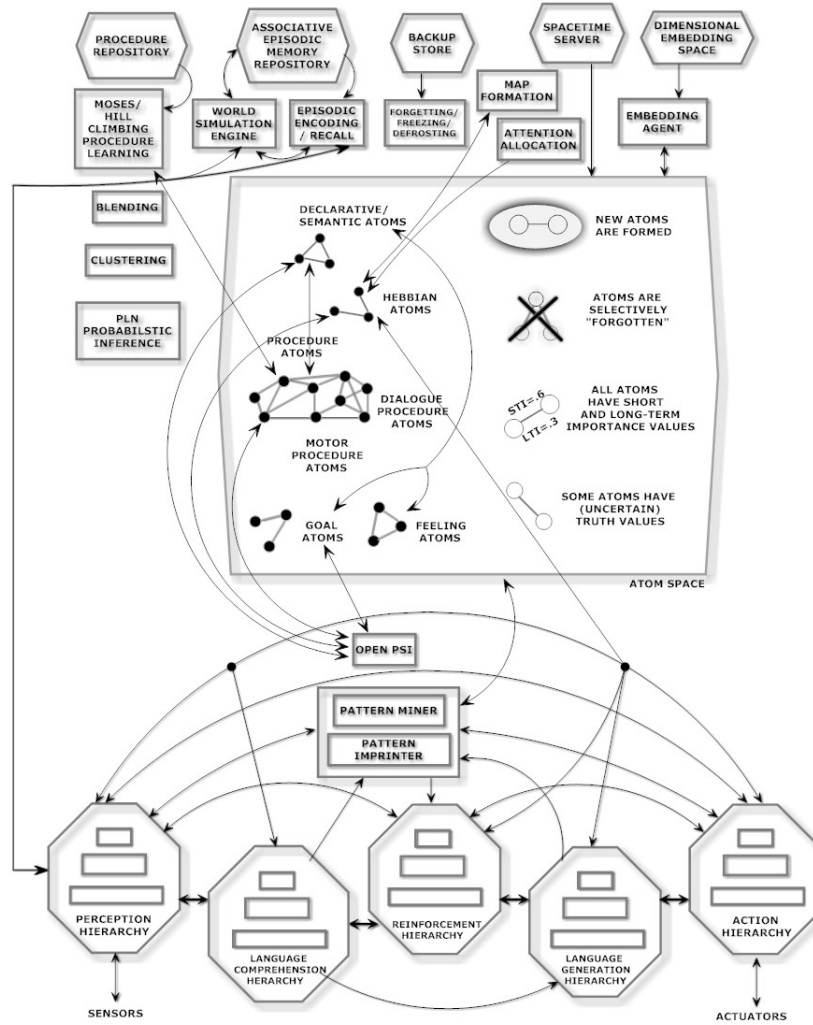 PROCEDURE
REPOSITORY
ASSOCIATIVE
EPISODIC
MEMORY
REPOSITORY
BACKUP
STORE
SPACETIME
SERVER
DIMENSIONAL
EMBEDDING
SPACE
MOSES/
HILL
CLIMBING
PROCEDURE
LEARNING
WORLD
SIMULATION
ENGINE
EPISODIC
ENCODING
/ RECALL
FORGETTING/
FREEZING/
DEFROSTING
MAP
FORMATION
ATTENTION
ALLOCATION
EMBEDDING
AGENT
BLENDING
CLUSTERING
PLN
PROBABILSTIC
INFERENCE
DECLARATIVE/
SEMANTIC ATOMS
HEBBIAN
ATOMS
PROCEDURE
ATOMS
DIALOGUE
PROCEDURE
ATOMS
MOTOR
PROCEDURE
ATOMS
GOAL
ATOMS
FEELING
ATOMS
NEW ATOMS
ARE FORMED
ATOMS ARE
SELECTIVELY
"FORGOTTEN"
STI=.6
LTI=.3
ALL ATOMS
HAVE SHORT
AND LONG-TERM
IMPORTANCE VALUES
SOME ATOMS HAVE
(UNCERTAIN)
TRUTH VALUES
ATOM SPACE
OPEN PSI
PATTERN MINER
PATTERN
IMPRINTER
PERCEPTION
HIERARCHY
LANGUAGE
COMPREHENSION
HERARCHY
REINFORCEMENT
HIERARCHY
LANGUAGE
GENERATION
HIERARCHY
ACTION
HIERARCHY
SENSORS
ACTUATORS